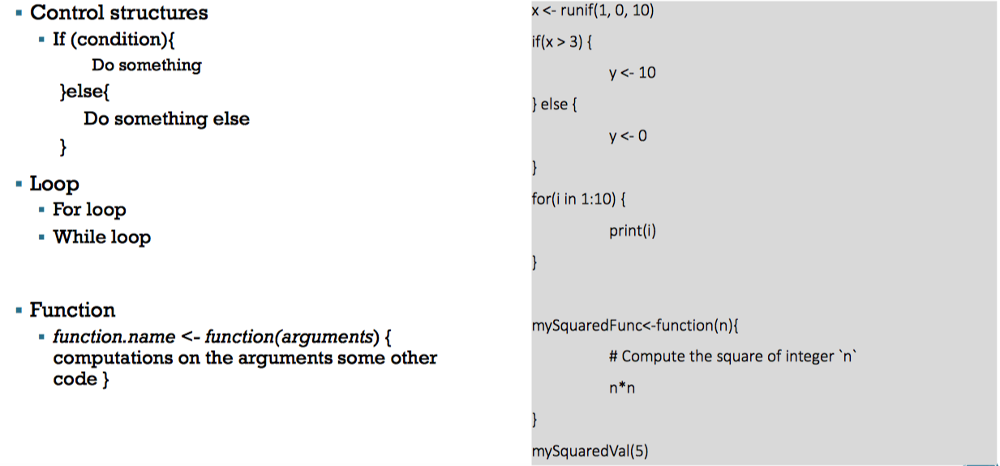 ▪ Control structures
▪ If (condition){
Do something
}else{
Do something else
}
▪ Loop
▪ For loop
▪ While loop
▪ Function
▪ function.name <- function(arguments) {
computations on the arguments some other
code }
x <- runif(1, 0, 10)
if(x > 3) {
y <- 10
} else {
y <- 0
}
for(i in 1:10) {
print(i)
}
mySquaredFunc<-function(n){
# Compute the square of integer `n`
n*n
}
mySquaredVal(5)